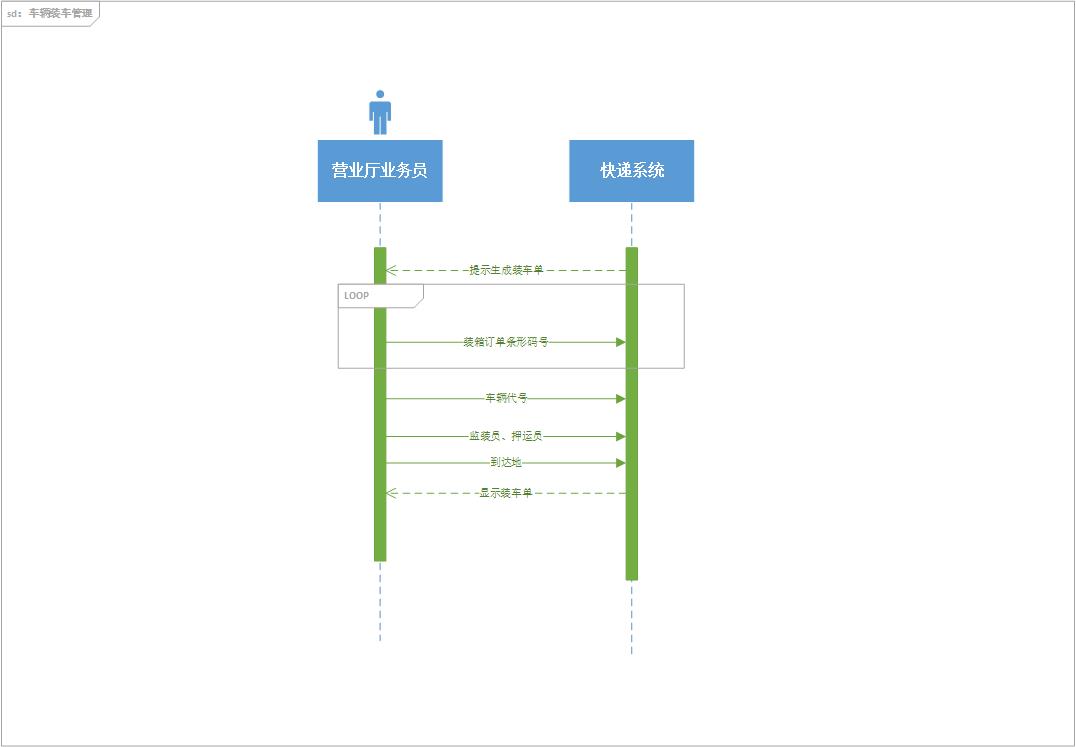 sd: 车辆装车管理
营业厅业务员
快递系统
提示生成装车单
LOOP
装箱订单条形码号
车辆代号
监装员、押运员
到达地
显示装车单